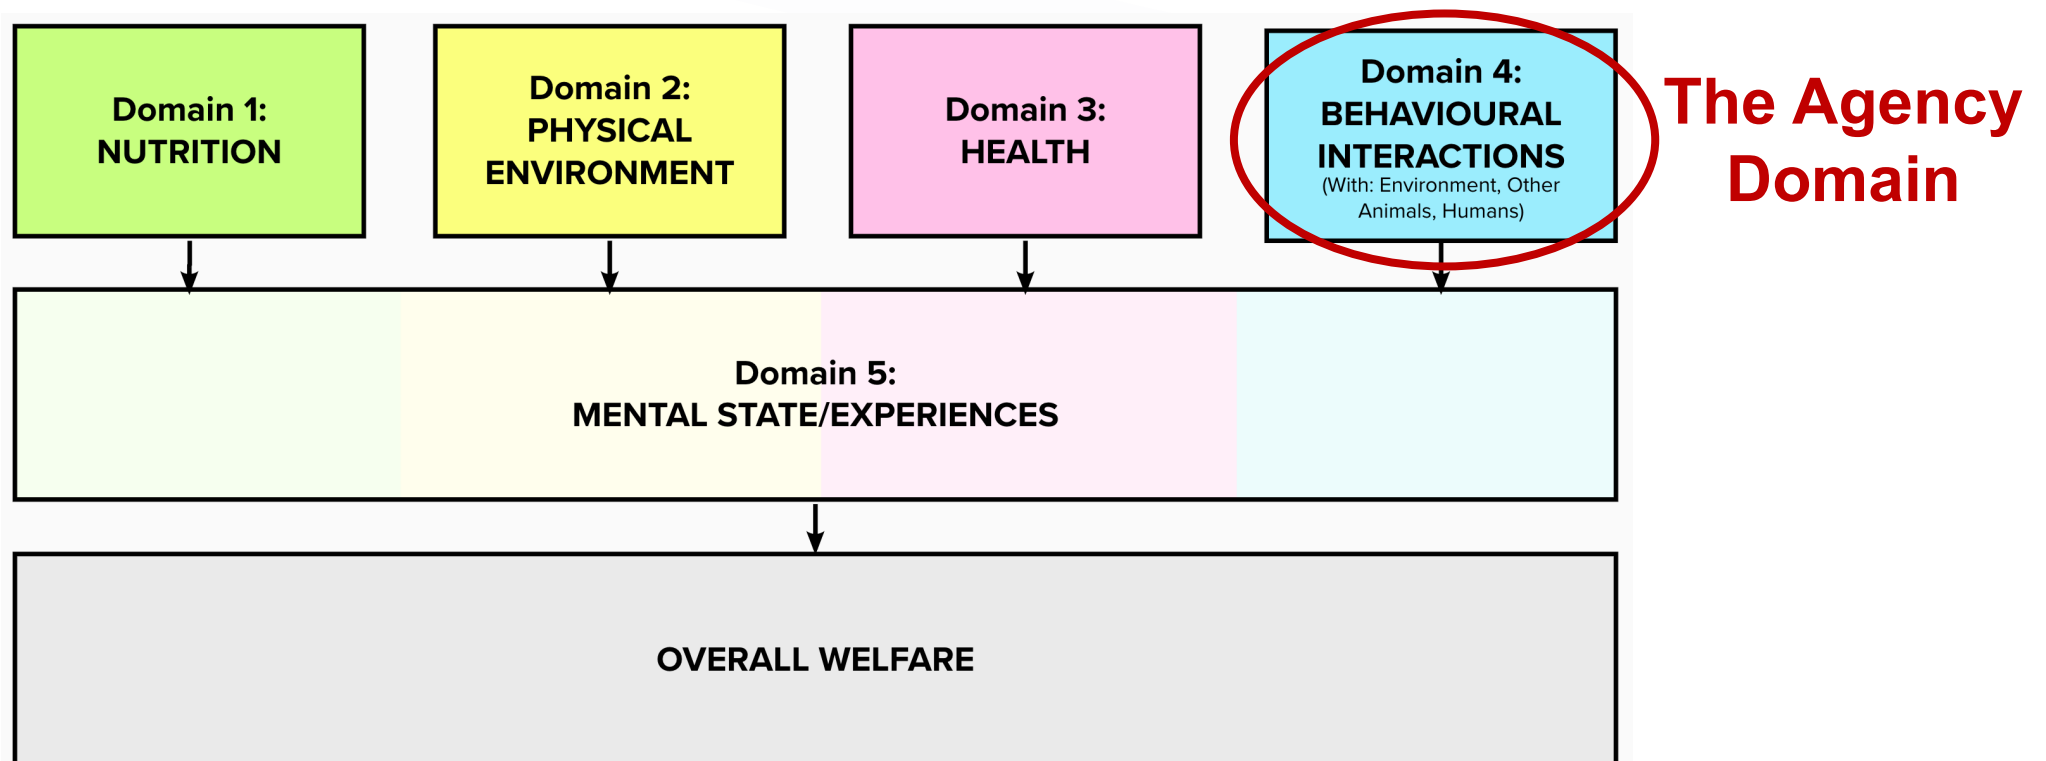 Domain 1:
NUTRITION
Domain 2:
PHYSICAL
ENVIRONMENT
Domain 3:
HEALTH
Domain 4:
BEHAVIOURAL
INTERACTIONS
(With: Environment, Other
Animals, Humans)
The Agency
Domain
Domain 5:
MENTAL STATE/EXPERIENCES
OVERALL WELFARE